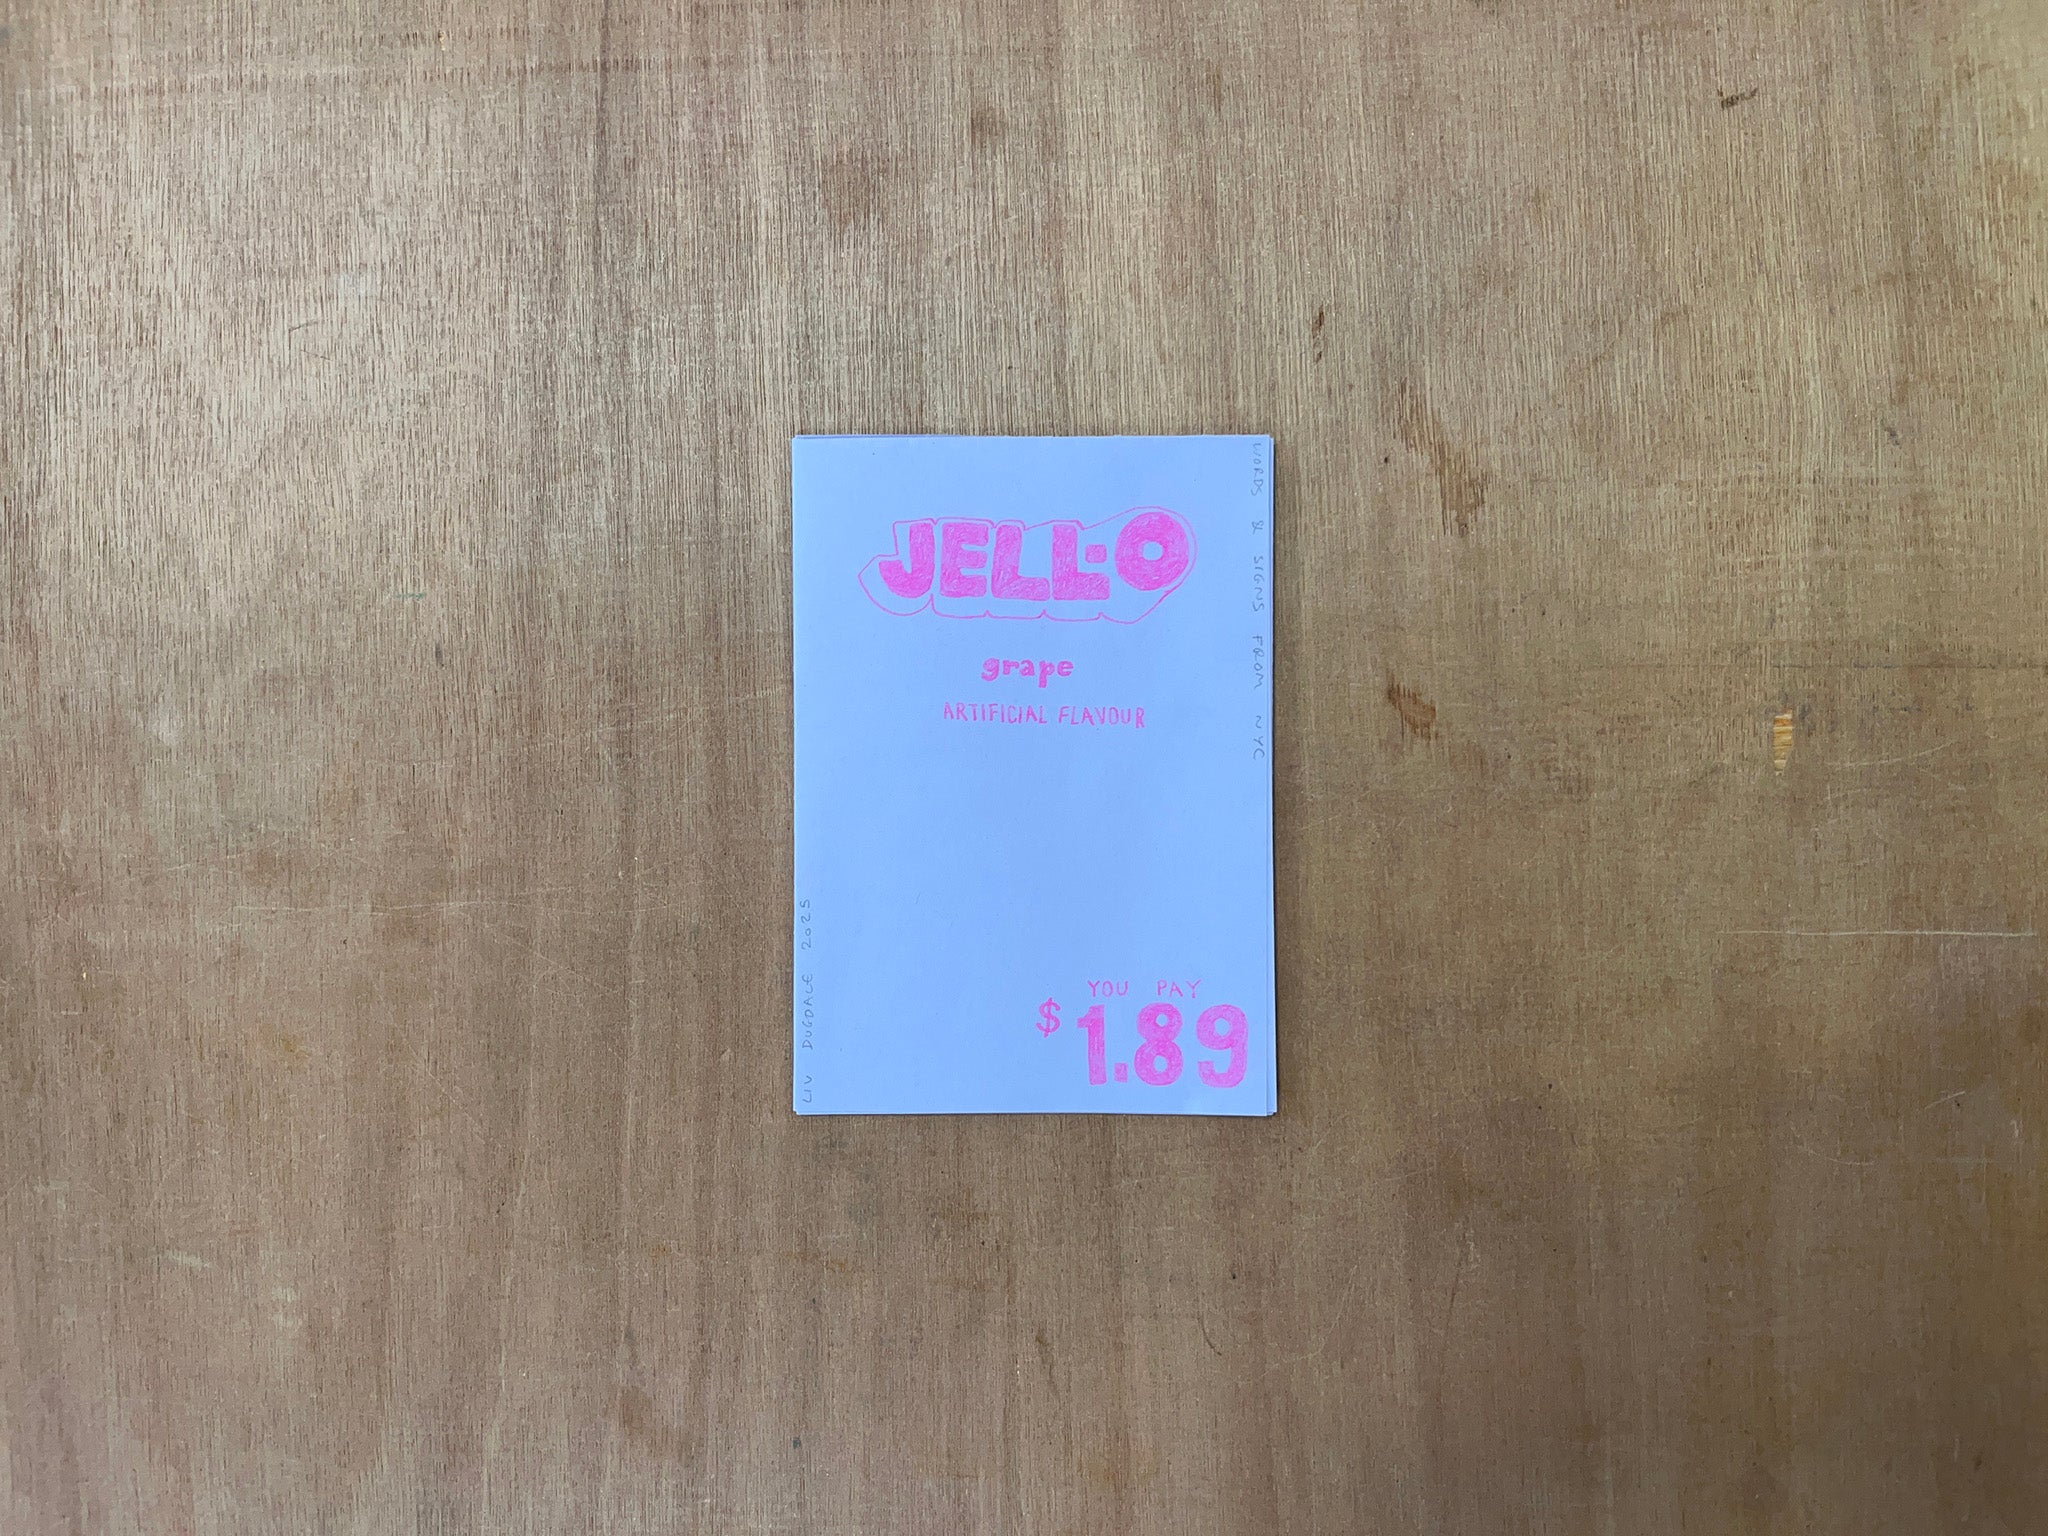 JELL-O
grape
ARTIFICIAL FLAVOUR
YOU PAY
$1.89
WORDS & SIGNS FROM NYC
LIV DUGDALE 2025